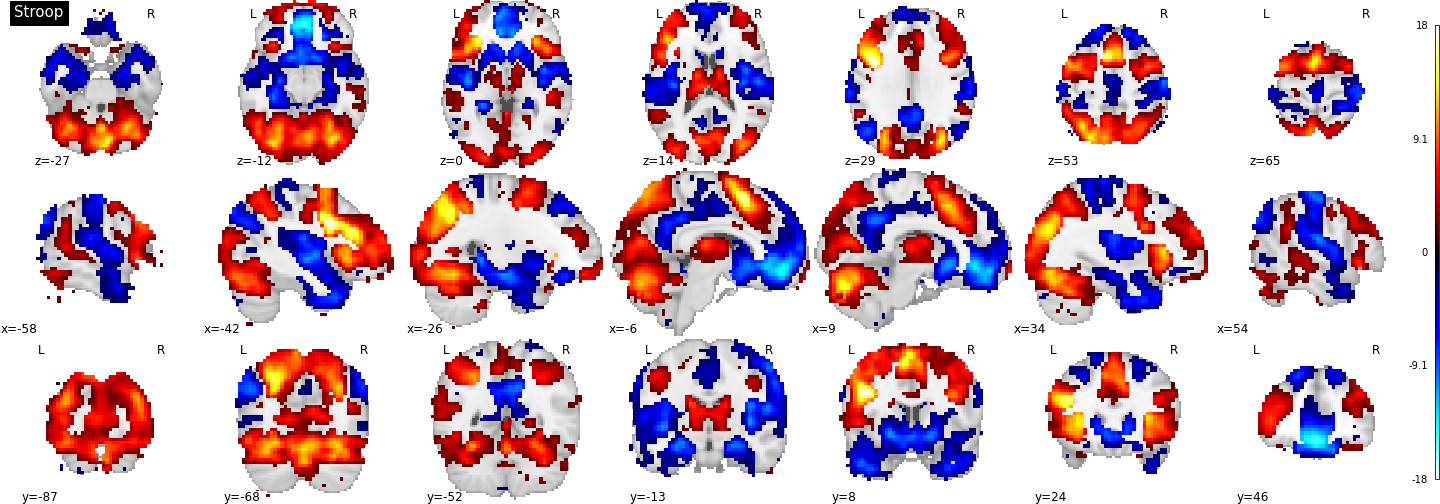 Stroop
L R L R L R L R L R L R
18
9.1
0
-9.1
-18
z=-27 z=-12 z=0 z=14 z=29 z=53 z=65
x=-58 x=-42 x=-26 x=-6 x=9 x=34 x=54
L R L R L R L R L R L R L R
y=-87 y=-68 y=-52 y=-13 y=8 y=24 y=46